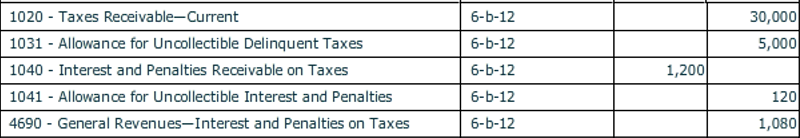 1020 - Taxes Receivable—Current 6-b-12 30,000
1031 - Allowance for Uncollectible Delinquent Taxes 6-b-12 5,000
1040 - Interest and Penalties Receivable on Taxes 6-b-12 1,200
1041 - Allowance for Uncollectible Interest and Penalties 6-b-12 120
4690 - General Revenues—Interest and Penalties on Taxes 6-b-12 1,080